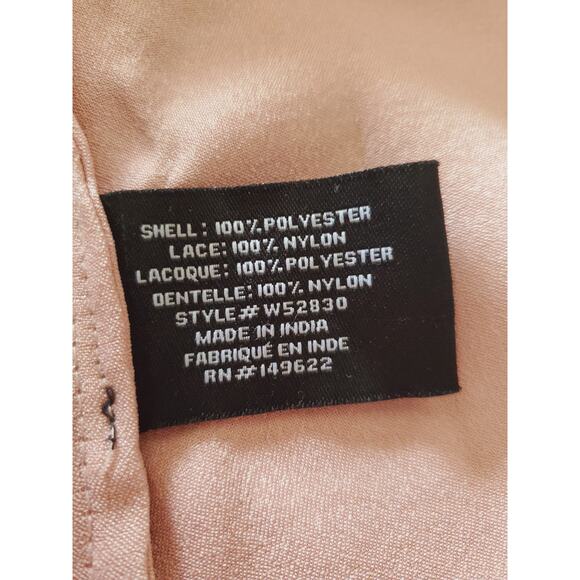 SHELL: 100% POLYESTER
LACE: 100% NYLON
LACOQUE: 100% POLYESTER
DENTELLE: 100% NYLON
STYLE# W52830
MADE IN INDIA
FABRIQUÉ EN INDE
RN#149622